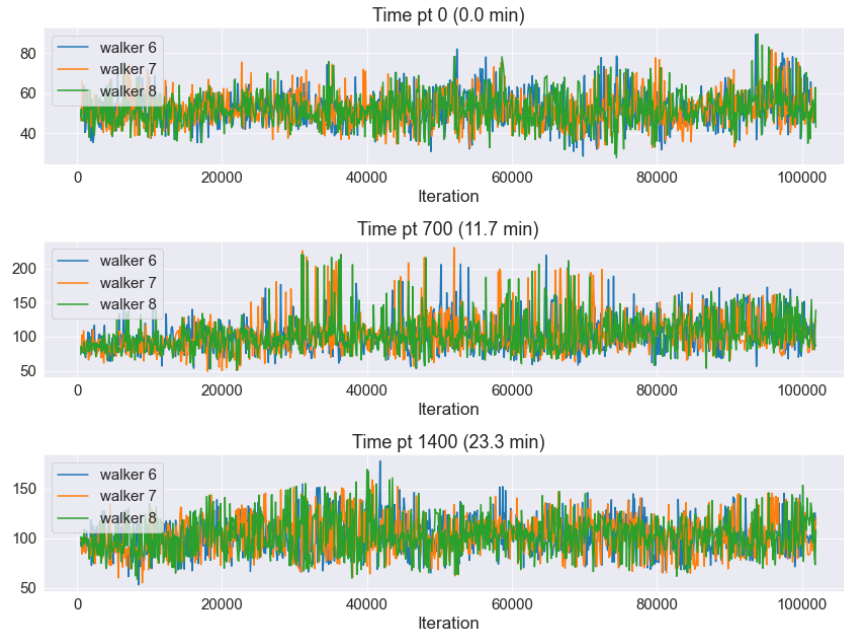 Time pt 0 (0.0 min)
80
60
40
walker 6
walker 7
walker 8
0 20000 40000 60000 80000 100000
Iteration
Time pt 700 (11.7 min)
200
150
100
50
walker 6
walker 7
walker 8
0 20000 40000 60000 80000 100000
Iteration
Time pt 1400 (23.3 min)
150
100
50
walker 6
walker 7
walker 8
0 20000 40000 60000 80000 100000
Iteration